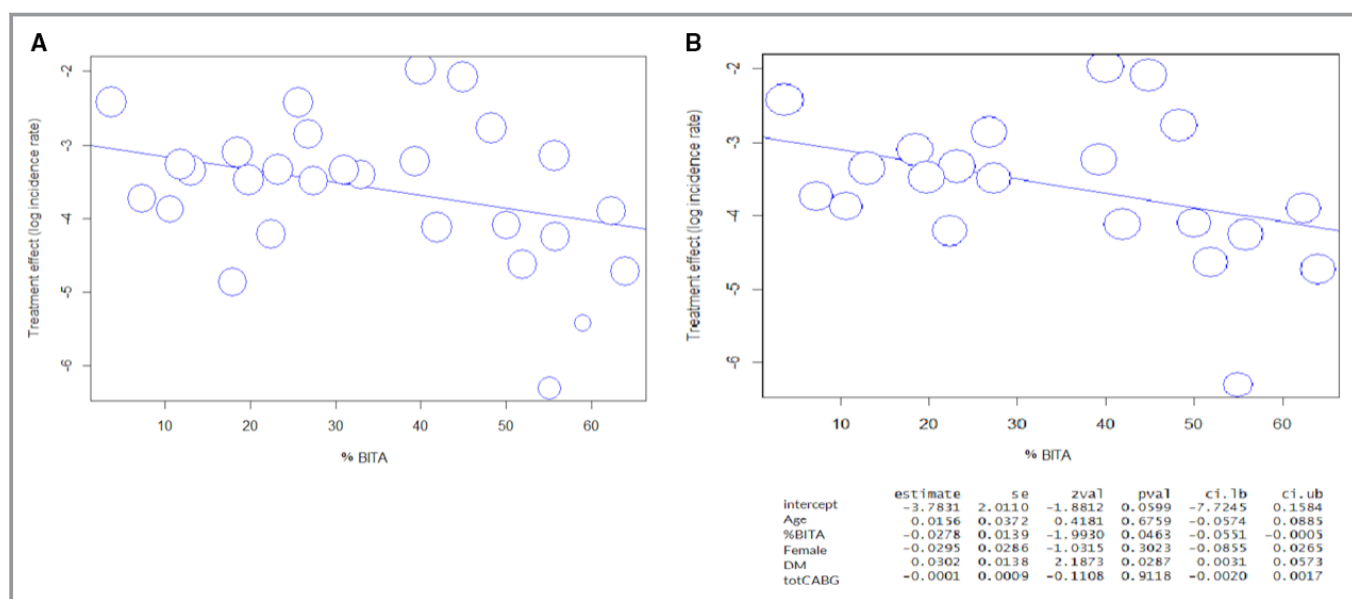 A
Treatment effect (log incidence rate)
-2
-3
-4
-5
-6
10 20 30 40 50 60
% BITA
B
Treatment effect (log incidence rate)
-2
-3
-4
-5
-6
10 20 30 40 50 60
% BITA
estimate se zval pval ci.lb ci.ub
intercept -3.7831 2.0110 -1.8812 0.0599 -7.7245 0.1584
Age 0.0156 0.0372 0.4181 0.6759 -0.0574 0.0885
%BITA -0.0278 0.0139 -1.9930 0.0463 -0.0551 -0.0005
Female -0.0295 0.0286 -1.0315 0.3023 -0.0855 0.0265
DM 0.0302 0.0138 2.1873 0.0287 0.0031 0.0573
totCABG -0.0001 0.0009 -0.1108 0.9118 -0.0020 0.0017